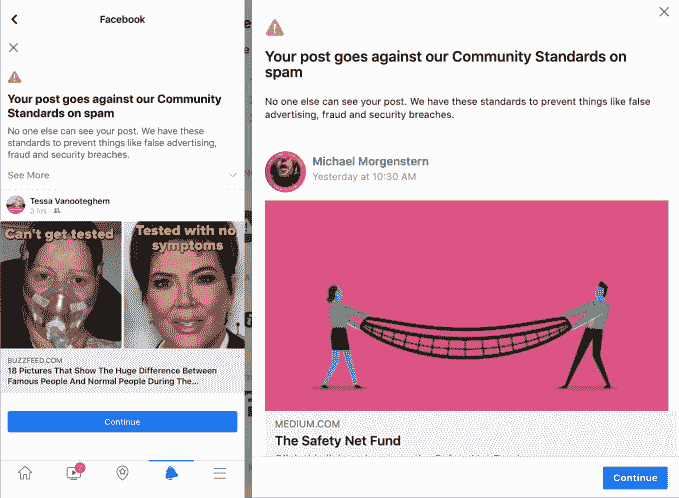 Facebook
Your post goes against our Community
Standards on spam
No one else can see your post. We have these
standards to prevent things like false advertising,
fraud and security breaches.
See More
Tessa Vanooteghem
3 hrs ·
Can't get tested
Tested with no
symptoms
BUZZFEED.COM
18 Pictures That Show The Huge Difference Between
Famous People And Normal People During The...
Continue
Your post goes against our Community Standards on
spam
No one else can see your post. We have these standards to prevent things like false
advertising, fraud and security breaches.
Michael Morgenstern
Yesterday at 10:30 AM
MEDIUM.COM
The Safety Net Fund
Continue